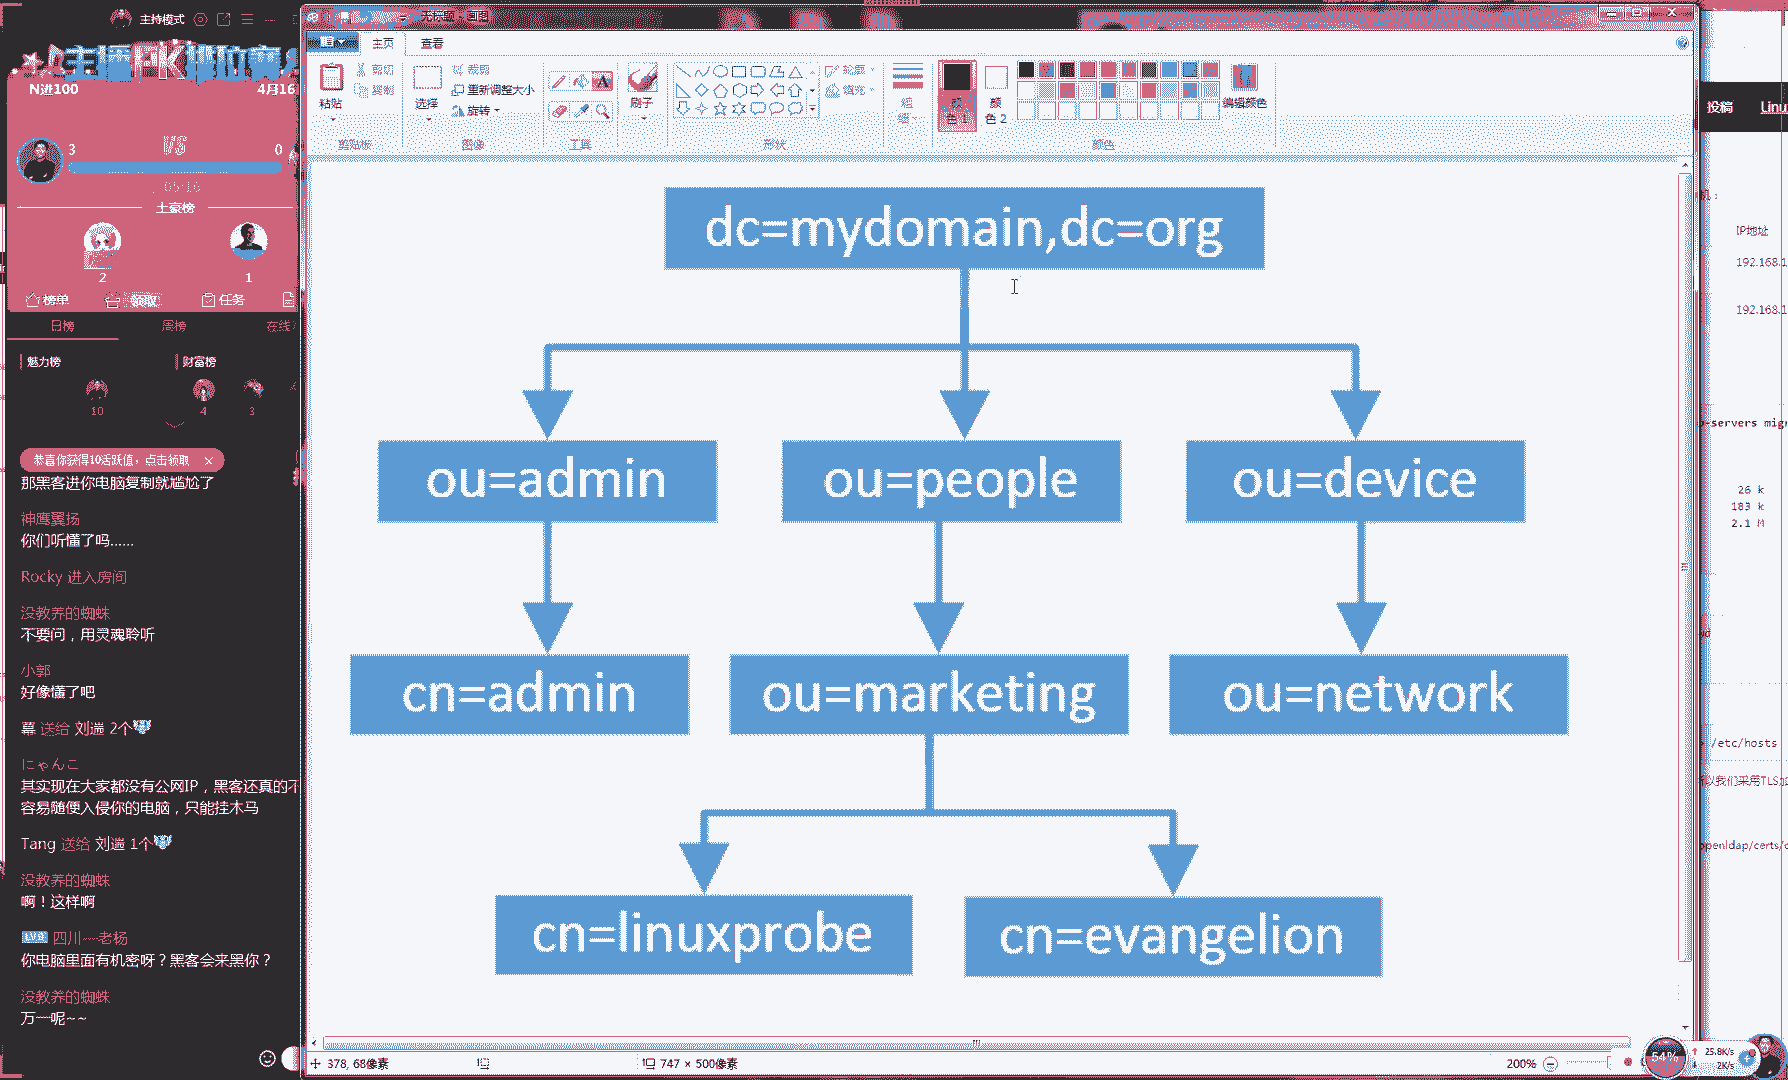 主持模式
主播PK排位赛
N进100
4月16
3
VS
0
05:16
土豪榜
2
1
榜单
领取
任务
日榜
周榜
在线
魅力榜
财富榜
10
4
3
恭喜你获得10活跃值，点击领取
那黑客进你电脑复制就尴尬了
神鹰翼扬
你们听懂了吗......
Rocky 进入房间
没教养的蜘蛛
不要问，用灵魂聆听
小郭
好像懂了吧
幕 送给 刘遄 2个
にゃんこ
其实现在大家都没有公网IP，黑客还真的不
容易随便入侵你的电脑，只能挂木马
Tang 送给 刘遄 1个
没教养的蜘蛛
啊！这样啊
四川—老杨
你电脑里面有机密呀？黑客会来黑你？
没教养的蜘蛛
万一呢~~
无标题 - 画图
主页
查看
粘贴
剪切
复制
剪贴板
选择
裁剪
重新调整大小
旋转
图像
A
工具
刷子
轮廓
填充
形状
粗
细
颜
色 1
颜
色 2
编辑颜色
颜色
dc=mydomain,dc=org
ou=admin
ou=people
ou=device
cn=admin
ou=marketing
ou=network
cn=linuxprobe
cn=evangelion
378, 68像素
747 × 500像素
200%
投稿
Linu
IP地址
192.168.1
192.168.1
-servers migr
26 k
183 k
2.1 M
/etc/hosts
以我们采用TLS加
openldap/certs/c
54%
25.8K/s
2K/s